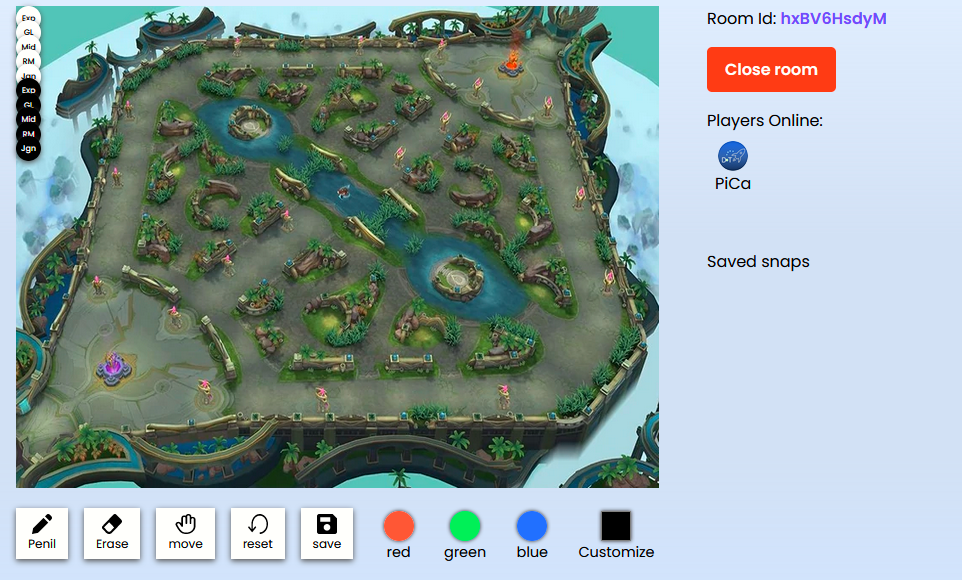 Exp
GL
Mid
RM
Jgn
Exp
GL
Mid
RM
Jgn
Room Id: hxBV6HsdyM
Close room
Players Online:
PiCa
Saved snaps
Penil
Erase
move
reset
save
red
green
blue
Customize